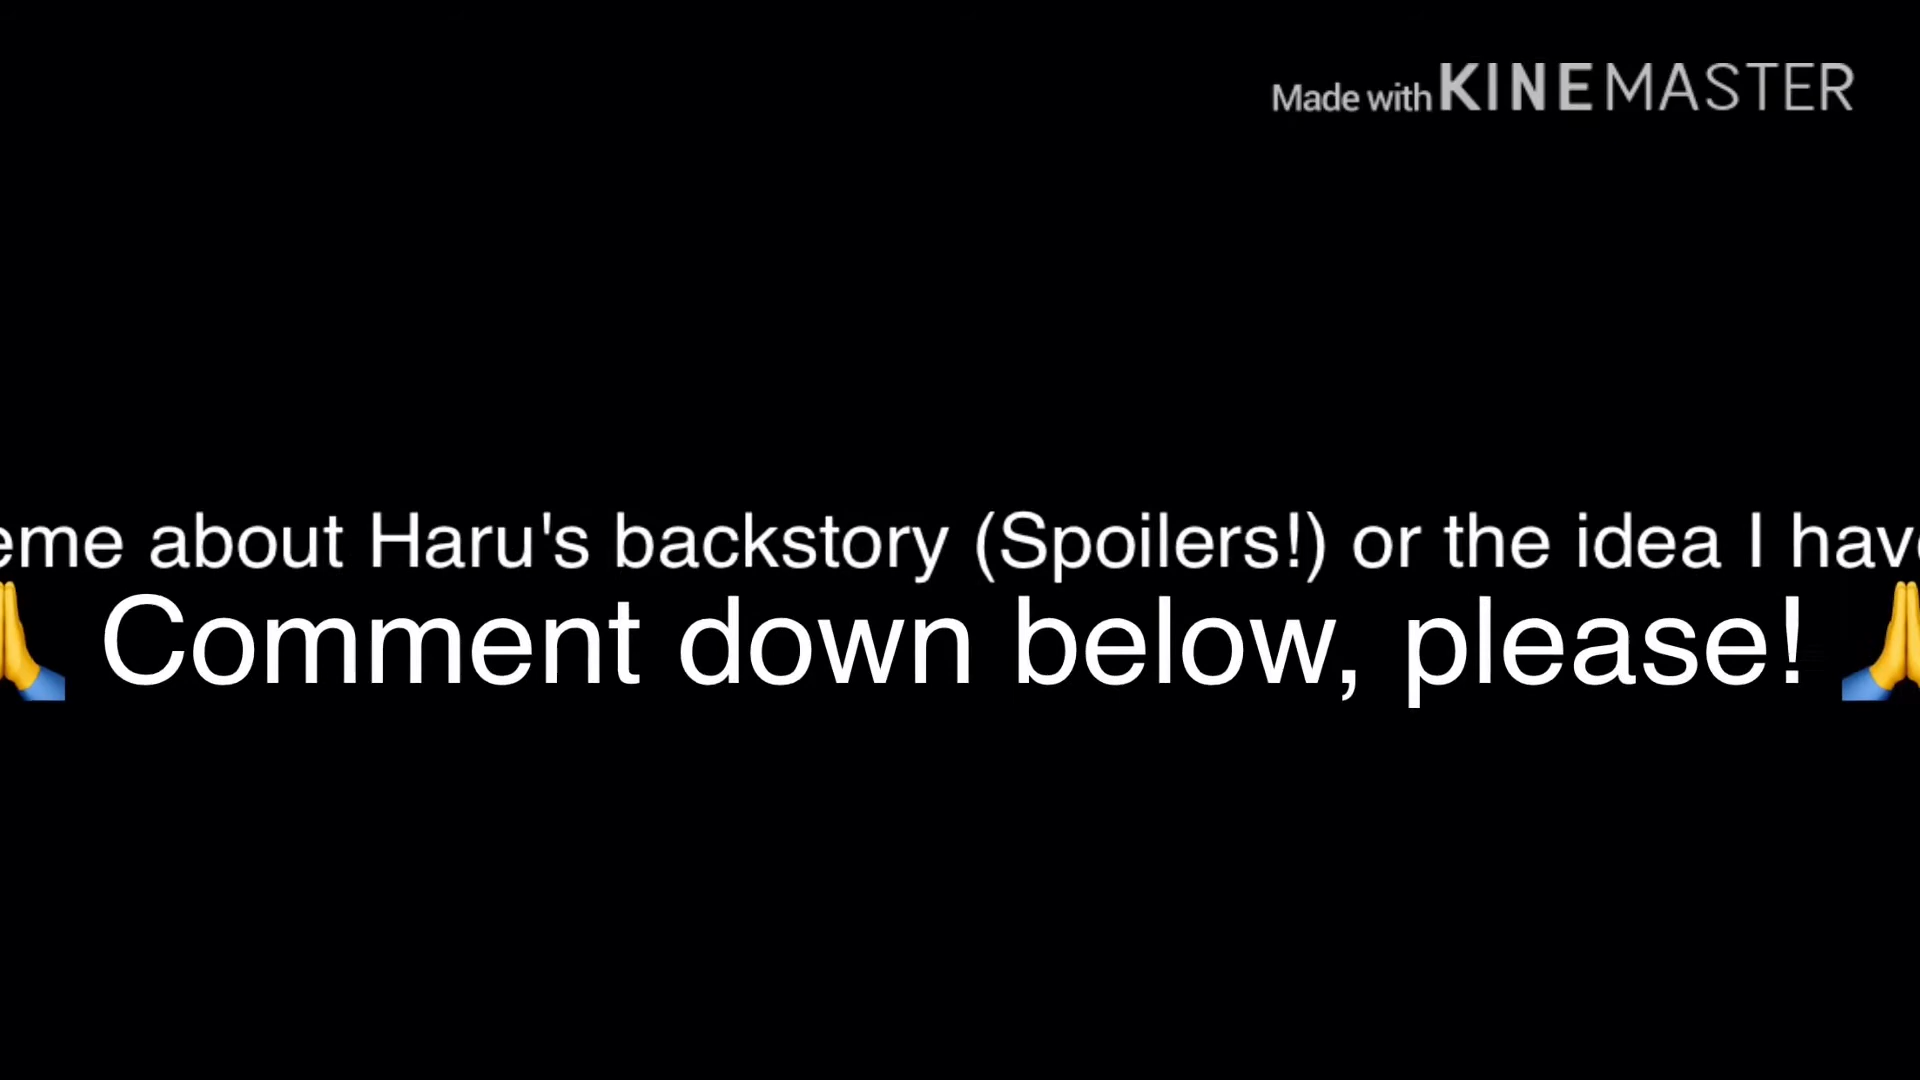 Made with KINEMASTER
eme about Haru's backstory (Spoilers!) or the idea I hav
🙏 Comment down below, please! 🙏